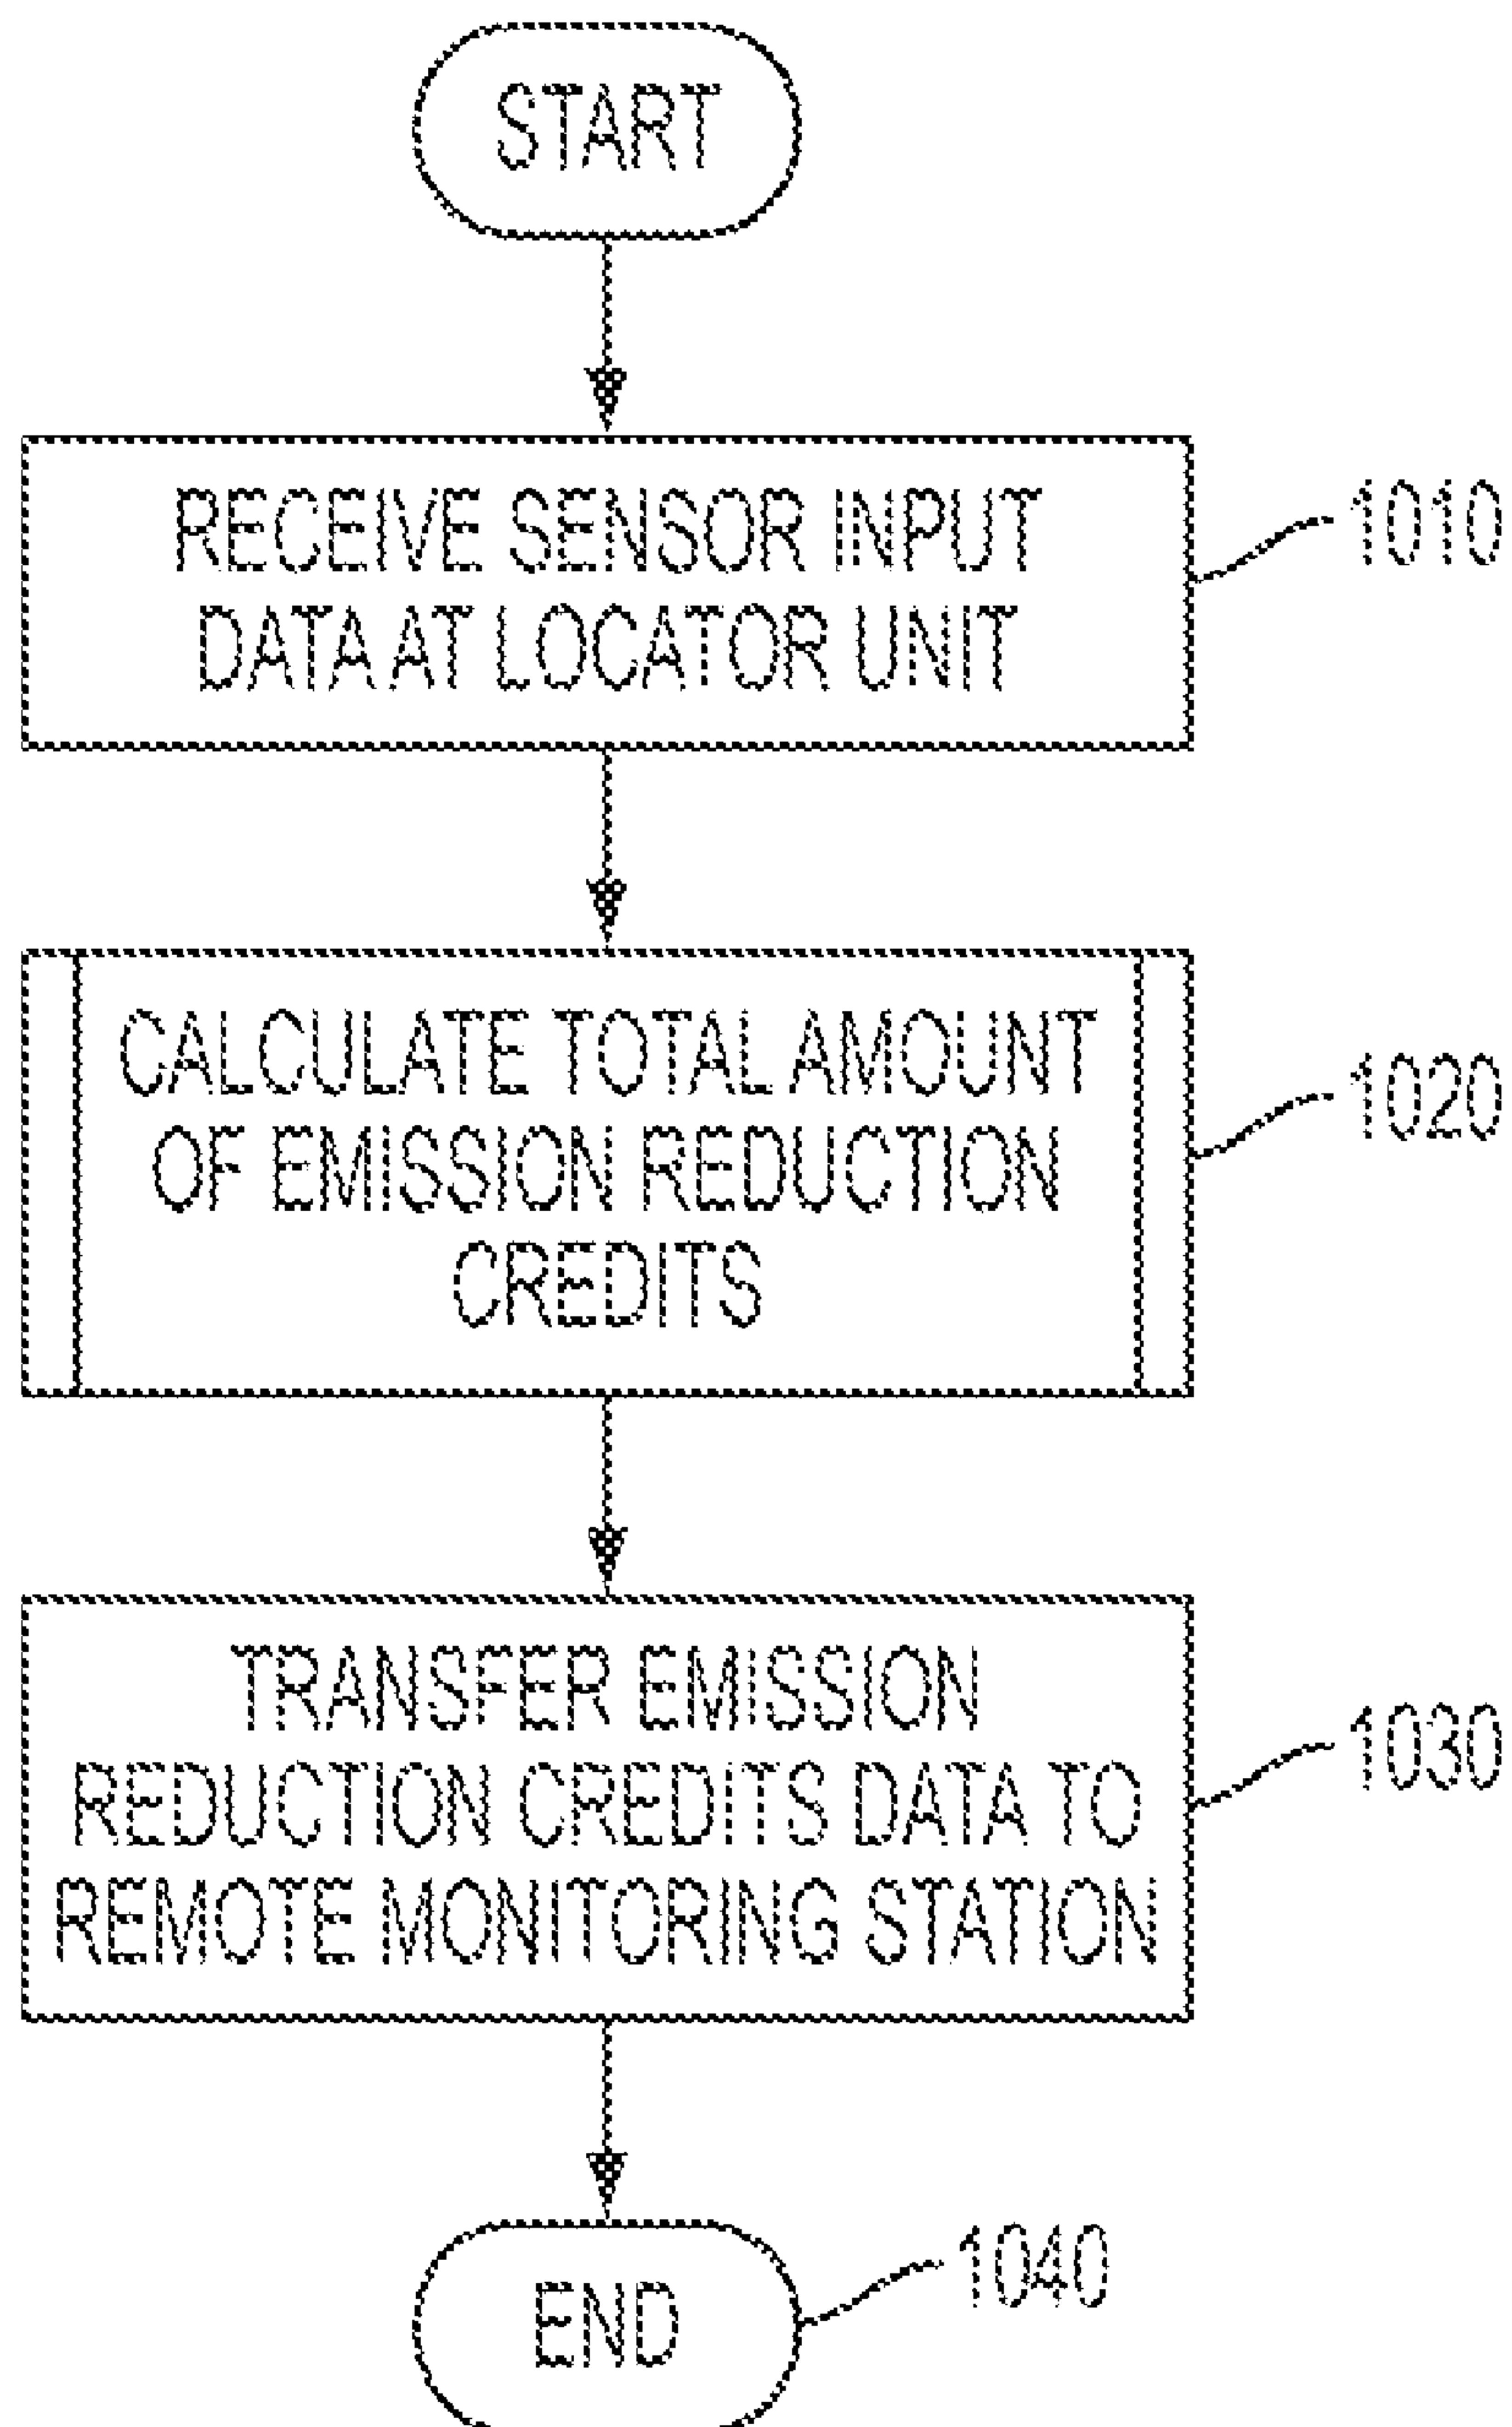 START
RECEIVE SENSOR INPUT
DATA AT LOCATOR UNIT
1010
CALCULATE TOTAL AMOUNT
OF EMISSION REDUCTION
CREDITS
1020
TRANSFER EMISSION
REDUCTION CREDITS DATA TO
REMOTE MONITORING STATION
1030
END
1040